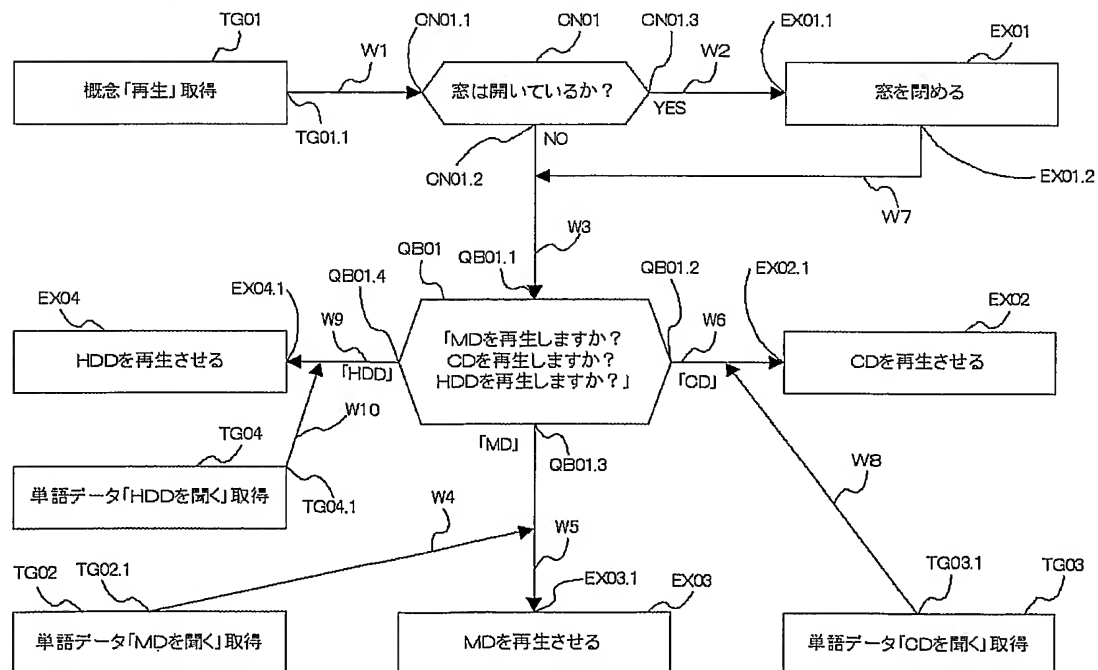 TG01
W1
CN01.1
CN01
CN01.3
W2
EX01.1
EX01
概念「再生」取得
窓は開いているか？
YES
窓を閉める
TG01.1
NO
CN01.2
EX01.2
W7
W3
QB01
QB01.1
QB01.4
QB01.2
EX02.1
EX04
EX04.1
EX02
W9
W6
「MDを再生しますか？
CDを再生しますか？
HDDを再生しますか？」
HDDを再生させる
「HDD」
「CD」
CDを再生させる
W10
TG04
「MD」
QB01.3
W8
単語データ「HDDを聞く」取得
TG04.1
W4
W5
TG02
TG02.1
EX03.1
EX03
TG03.1
TG03
単語データ「MDを聞く」取得
MDを再生させる
単語データ「CDを聞く」取得